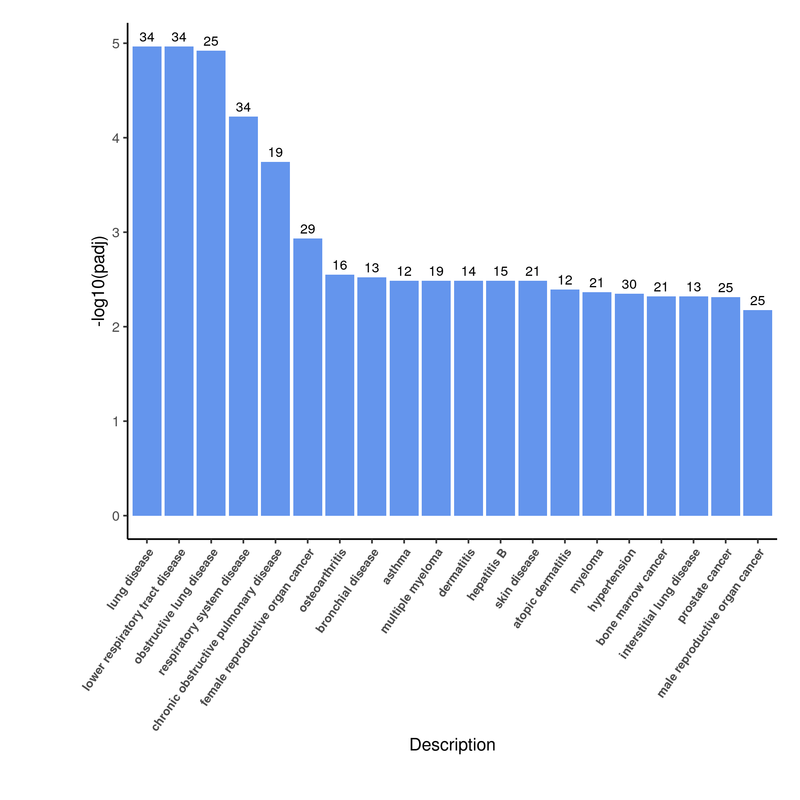 34 34 25 34 19 29 16 13 12 19 14 15 21 12 21 30 21 13 25 25
5
4
3
2
1
0
-log10(padj)
lung disease
lower respiratory tract disease
obstructive lung disease
respiratory system disease
chronic obstructive pulmonary disease
female reproductive organ cancer
osteoarthritis
bronchial disease
asthma
multiple myeloma
dermatitis
hepatitis B
skin disease
atopic dermatitis
myeloma
hypertension
bone marrow cancer
interstitial lung disease
prostate cancer
male reproductive organ cancer
Description